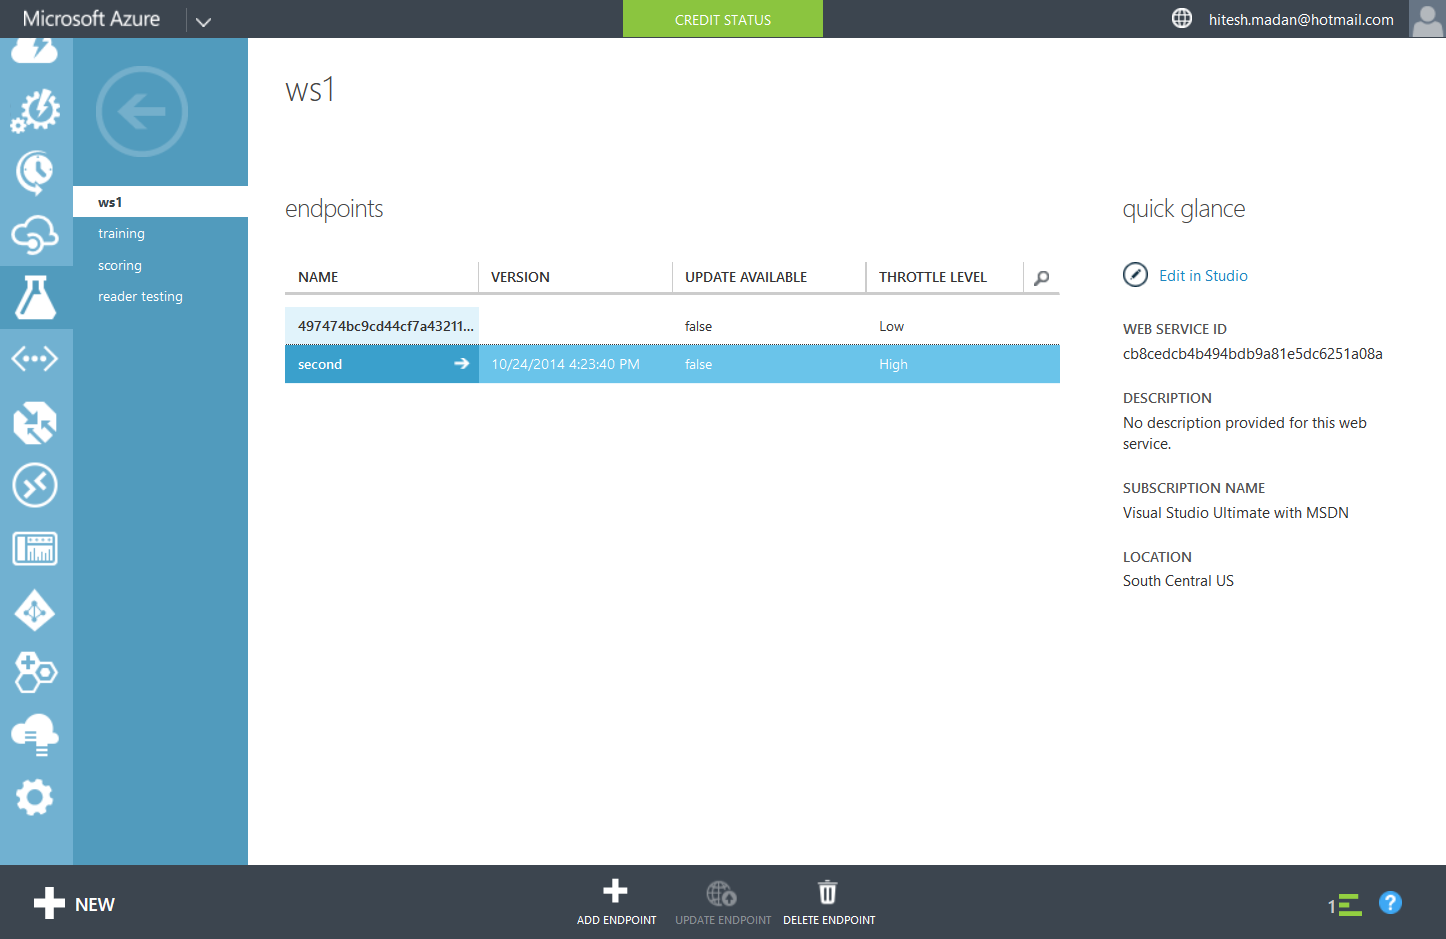 Microsoft Azure
CREDIT STATUS
hitesh.madan@hotmail.com
ws1
training
scoring
reader testing
ws1
endpoints
NAME VERSION UPDATE AVAILABLE THROTTLE LEVEL
497474bc9cd44cf7a43211... false Low
second 10/24/2014 4:23:40 PM false High
quick glance
Edit in Studio
WEB SERVICE ID
cb8cedcb4b494bdb9a81e5dc6251a08a
DESCRIPTION
No description provided for this web
service.
SUBSCRIPTION NAME
Visual Studio Ultimate with MSDN
LOCATION
South Central US
NEW
ADD ENDPOINT UPDATE ENDPOINT DELETE ENDPOINT
1
?